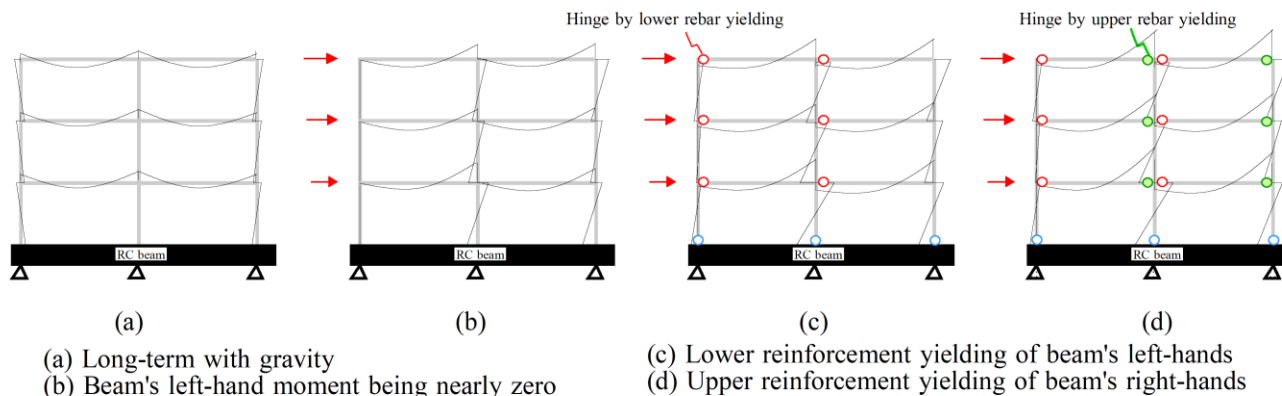 Hinge by lower rebar yielding
Hinge by upper rebar yielding
RC beam
RC beam
RC beam
RC beam
(a)
(b)
(c)
(d)
(a) Long-term with gravity
(b) Beam's left-hand moment being nearly zero
(c) Lower reinforcement yielding of beam's left-hands
(d) Upper reinforcement yielding of beam's right-hands